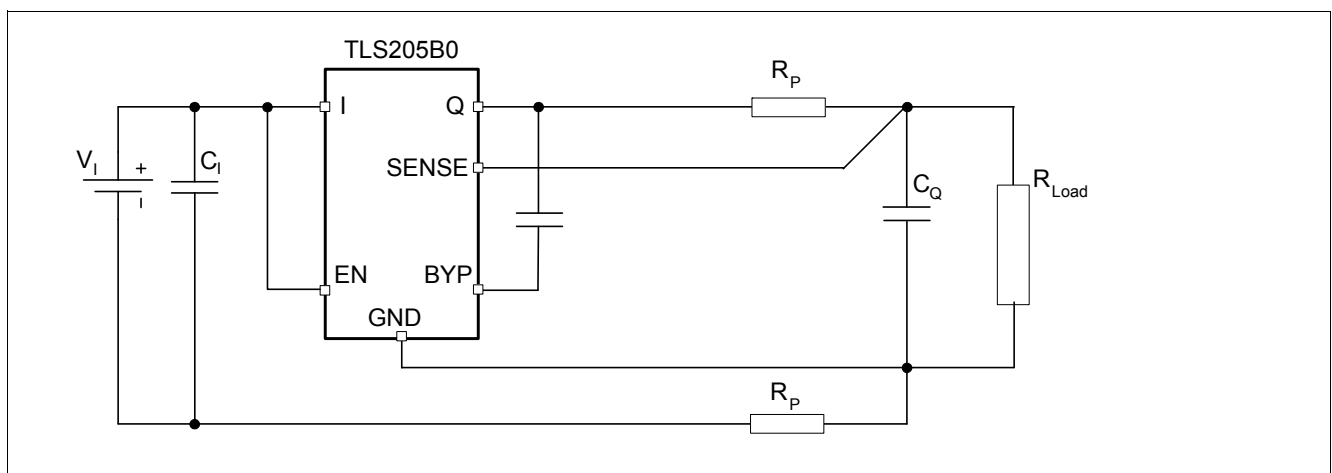 TLS205B0
I
Q
R_P
SENSE
V_I
+
-
C_I
C_Q
R_Load
EN
BYP
GND
R_P